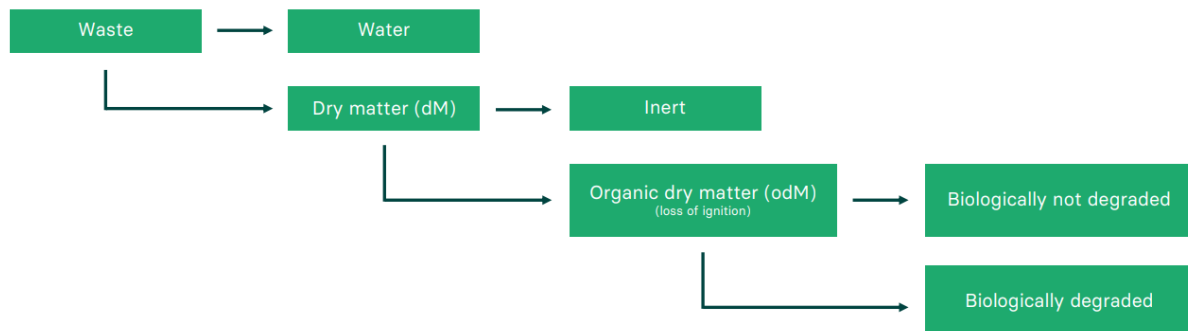 Waste
Water
Dry matter (dM)
Inert
Organic dry matter (odM)
(loss of ignition)
Biologically not degraded
Biologically degraded